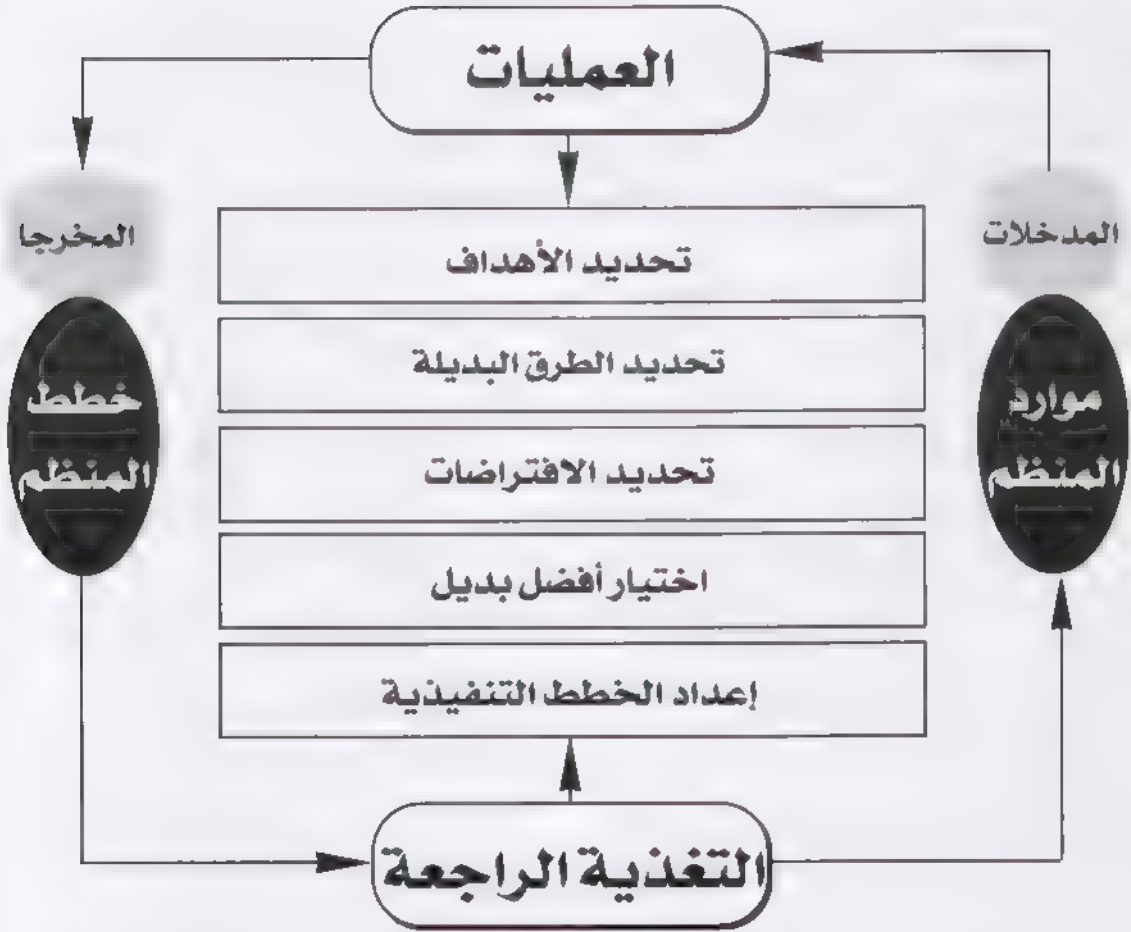 العمليات
المدخلات
المخرجا
تحديد الأهداف
موارد
المنظم
خطط
المنظم
تحديد الطرق البديلة
تحديد الافتراضات
اختيار أفضل بديل
إعداد الخطط التنفيذية
التغذية الراجعة